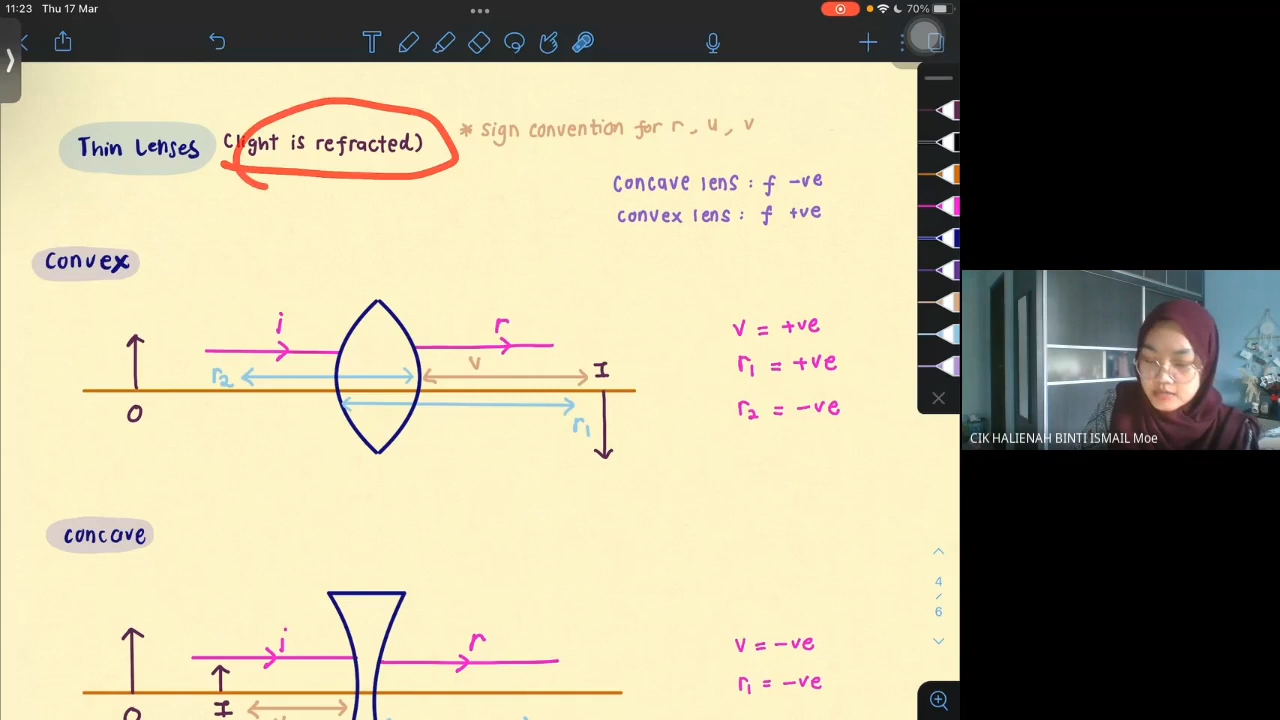 11:23 Thu 17 Mar
70%
Thin Lenses (light is refracted) * sign convention for r, u, v
Concave lens : f -ve
Convex lens : f +ve
Convex
i r
v = +ve
r2 v I
r1 = +ve
O r1
r2 = -ve
CIK HALIENAH BINTI ISMAIL Moe
concave
4
/
6
i r
v = -ve
r1 = -ve
O I